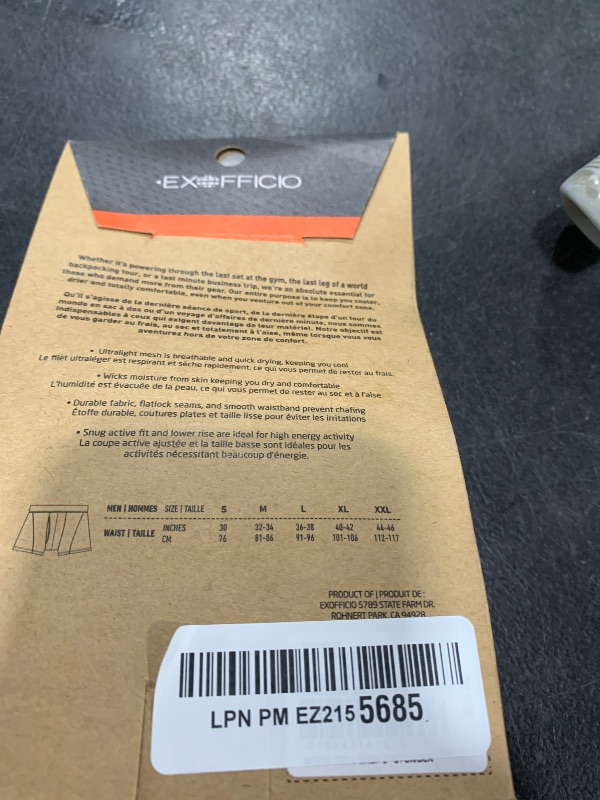 EXOFFICIO
Whether it's powering through the last set at the gym, the last leg of a world
backpacking tour, or a last minute business trip, we're an absolute essential for
those who demand more from their gear. Our entire purpose is to keep you cooler,
drier and totally comfortable, even when you venture out of your comfort zone.
Qu'il s'agisse de la dernière séance de sport, de la dernière étape d'un tour du
monde en sac à dos ou d'un voyage d'affaires de dernière minute, nous sommes
indispensables à ceux qui exigent davantage de leur matériel. Notre objectif est
de vous garder au frais, au sec et totalement à l'aise, même lorsque vous vous
aventurez hors de votre zone de confort.
• Ultralight mesh is breathable and quick drying, keeping you cool
Le filet ultraléger est respirant et sèche rapidement, ce qui vous permet de rester au frais.
• Wicks moisture from skin keeping you dry and comfortable
L'humidité est évacuée de la peau, ce qui vous permet de rester au sec et à l'aise
• Durable fabric, flatlock seams, and smooth waistband prevent chafing
Étoffe durable, coutures plates et taille lisse pour éviter les irritations
• Snug active fit and lower rise are ideal for high energy activity
La coupe active ajustée et la taille basse sont idéales pour les
activités nécessitant beaucoup d'énergie.
MEN | HOMMES SIZE | TAILLE S M L XL XXL
WAIST | TAILLE INCHES 30 32-34 36-38 40-42 44-46
CM 76 81-86 91-96 101-106 112-117
PRODUCT OF | PRODUIT DE :
EXOFFICIO 5789 STATE FARM DR.
ROHNERT PARK, CA 94928
LPN PM EZ215 5685